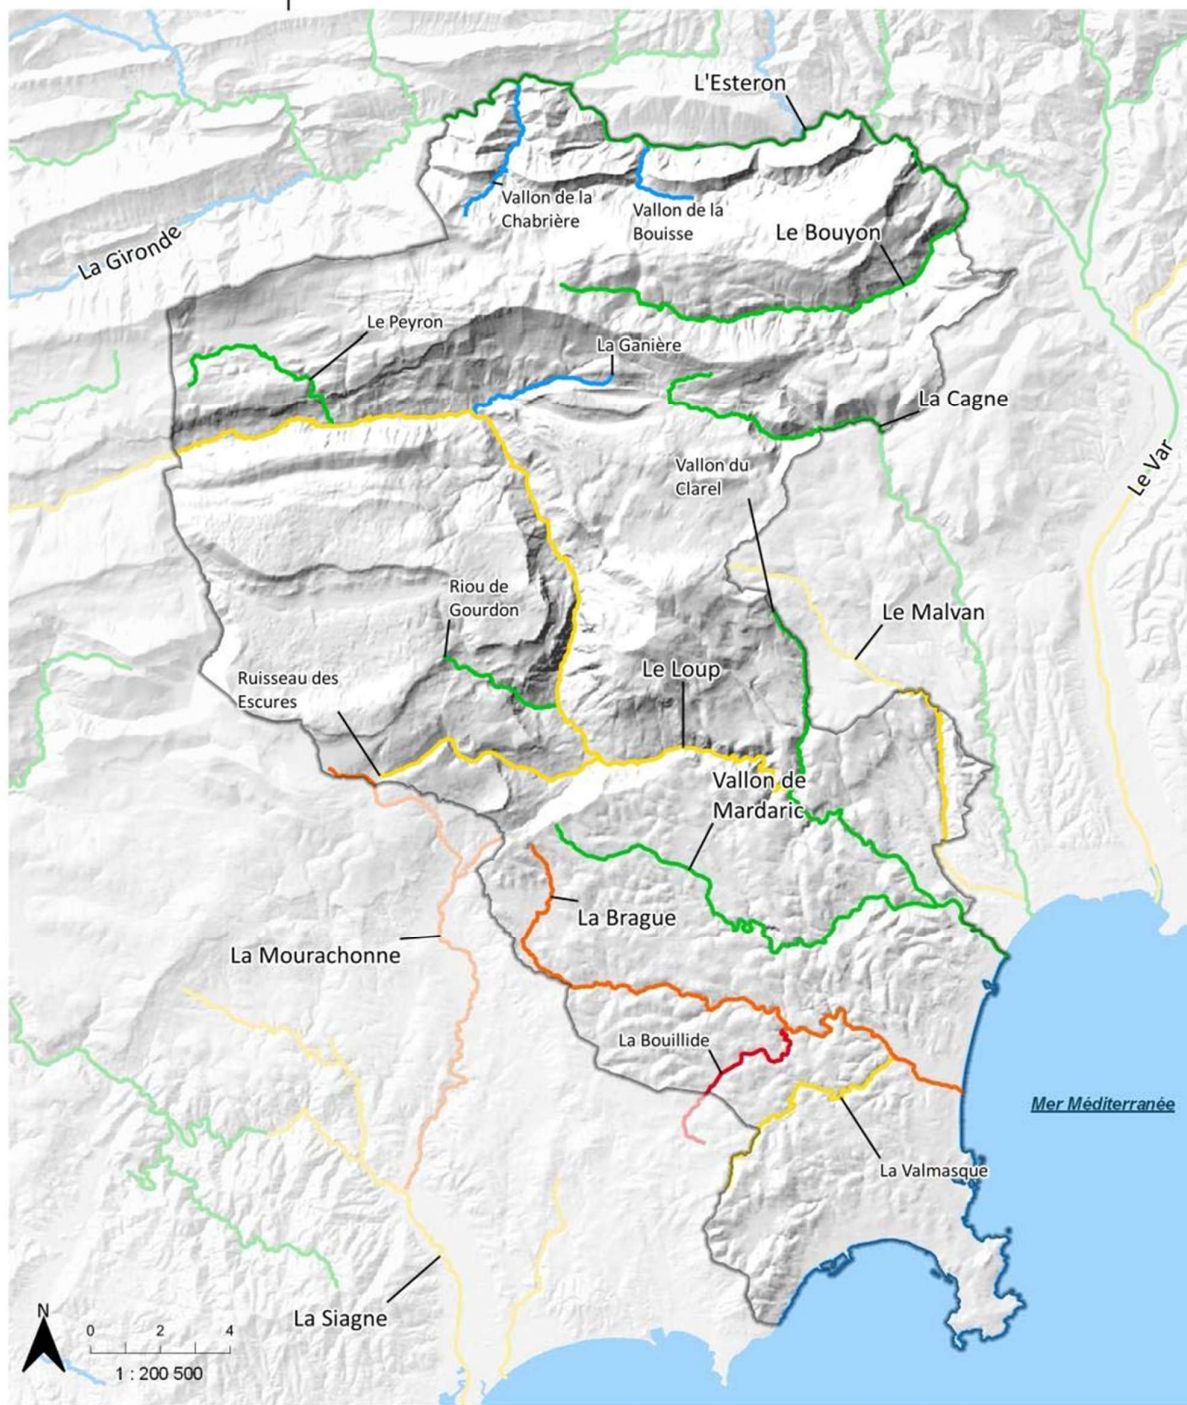 L'Esteron
Vallon de la
Chabrière
Vallon de la
Bouisse
Le Bouyon
La Gironde
Le Peyron
La Ganière
La Cagne
Le Var
Vallon du
Clarel
Riou de
Gourdon
Le Malvan
Le Loup
Ruisseau des
Escures
Vallon de
Mardaric
La Brague
La Mourachonne
La Bouillide
Mer Méditerranée
La Valmasque
La Siagne
N
0 2 4
1 : 200 500